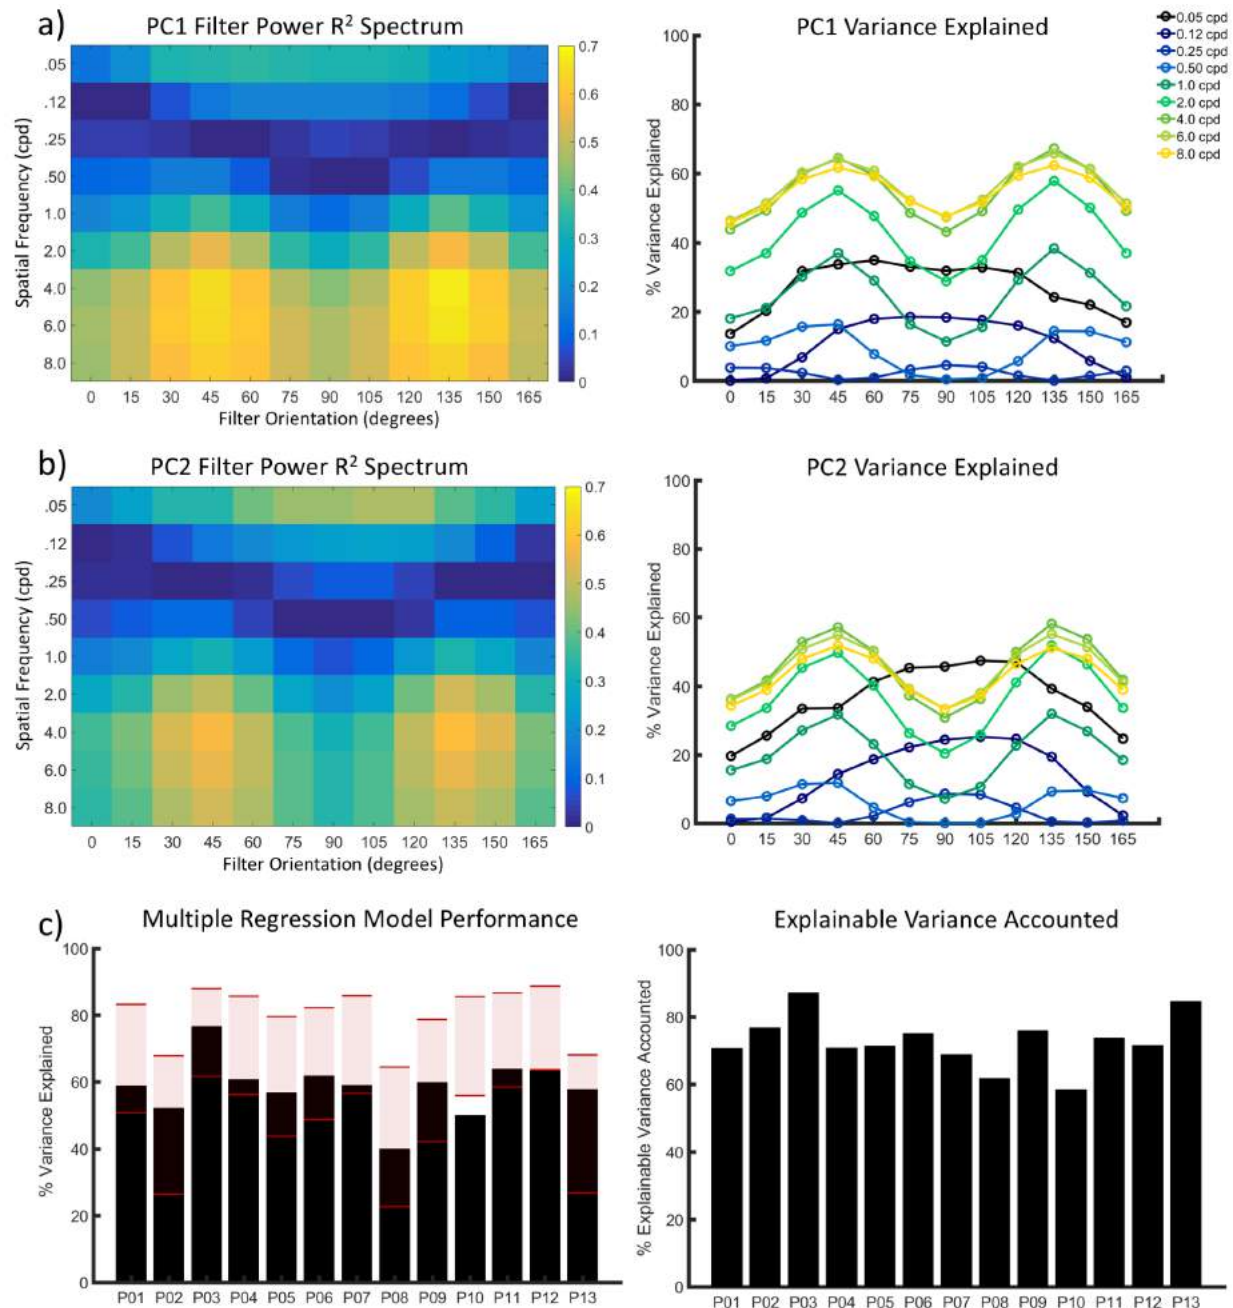 a)
PC1 Filter Power R² Spectrum
Spatial Frequency (cpd)
.05
.12
.25
.50
1.0
2.0
4.0
6.0
8.0
0 15 30 45 60 75 90 105 120 135 150 165
Filter Orientation (degrees)
0.7
0.6
0.5
0.4
0.3
0.2
0.1
0
PC1 Variance Explained
% Variance Explained
100
80
60
40
20
0
0 15 30 45 60 75 90 105 120 135 150 165
0.05 cpd
0.12 cpd
0.25 cpd
0.50 cpd
1.0 cpd
2.0 cpd
4.0 cpd
6.0 cpd
8.0 cpd
b)
PC2 Filter Power R² Spectrum
Spatial Frequency (cpd)
.05
.12
.25
.50
1.0
2.0
4.0
6.0
8.0
0 15 30 45 60 75 90 105 120 135 150 165
Filter Orientation (degrees)
0.7
0.6
0.5
0.4
0.3
0.2
0.1
0
PC2 Variance Explained
% Variance Explained
100
80
60
40
20
0
0 15 30 45 60 75 90 105 120 135 150 165
c)
Multiple Regression Model Performance
% Variance Explained
100
80
60
40
20
0
P01 P02 P03 P04 P05 P06 P07 P08 P09 P10 P11 P12 P13
Explainable Variance Accounted
% Explainable Variance Accounted
100
80
60
40
20
0
P01 P02 P03 P04 P05 P06 P07 P08 P09 P10 P11 P12 P13